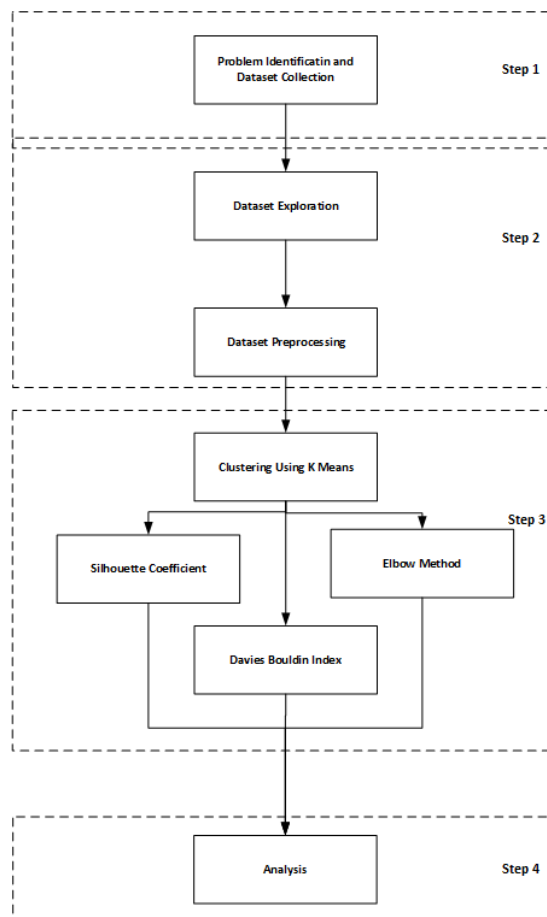 Problem Identificatin and
Dataset Collection
Step 1
Dataset Exploration
Step 2
Dataset Preprocessing
Clustering Using K Means
Step 3
Silhouette Coefficient
Elbow Method
Davies Bouldin Index
Analysis
Step 4